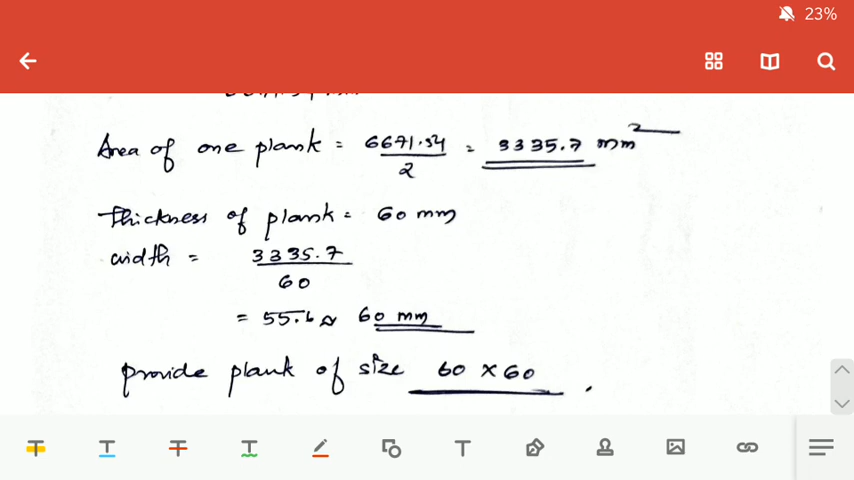 23%
Area of one plank = 6671.54 / 2 = 3335.7 mm²
Thickness of plank = 60 mm
width = 3335.7 / 60
= 55.6 ≈ 60 mm
provide plank of size 60 × 60 .
T T T T T